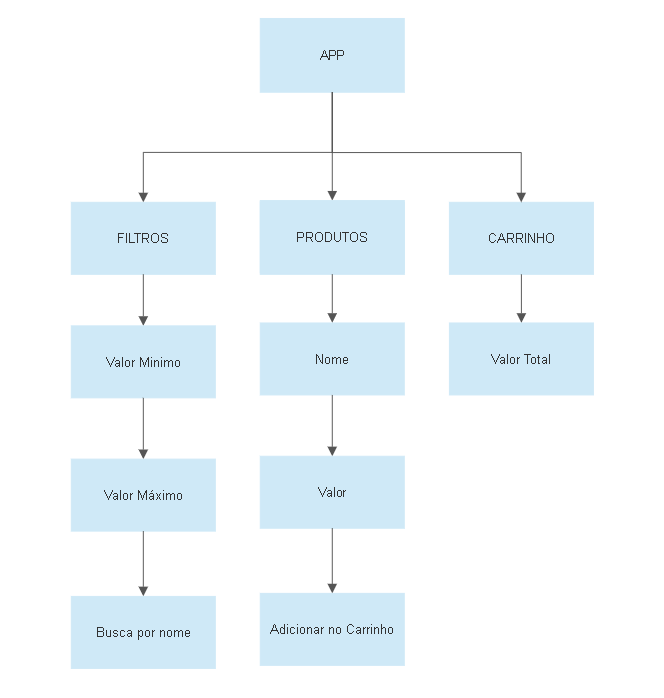 APP
FILTROS
PRODUTOS
CARRINHO
Valor Minimo
Nome
Valor Total
Valor Máximo
Valor
Busca por nome
Adicionar no Carrinho